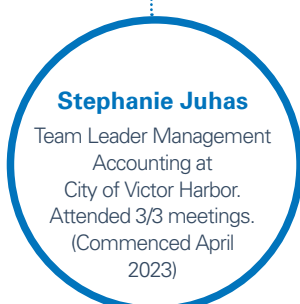 Stephanie Juhas
Team Leader Management
Accounting at
City of Victor Harbor.
Attended 3/3 meetings.
(Commenced April
2023)